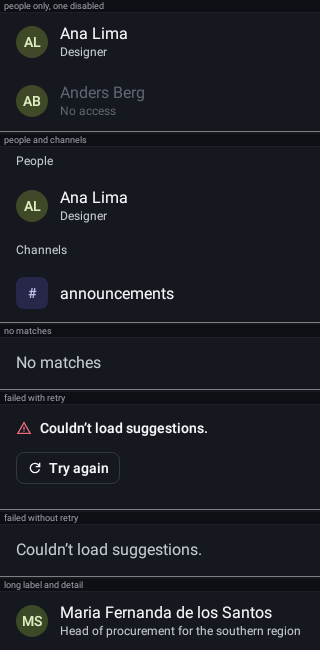 people only, one disabled
AL
Ana Lima
Designer
AB
Anders Berg
No access
people and channels
People
AL
Ana Lima
Designer
Channels
#
announcements
no matches
No matches
failed with retry
Couldn’t load suggestions.
Try again
failed without retry
Couldn’t load suggestions.
long label and detail
MS
Maria Fernanda de los Santos
Head of procurement for the southern region